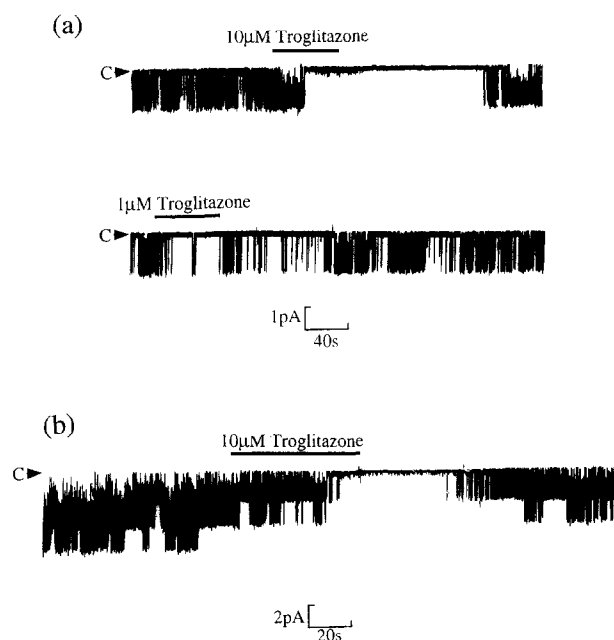 (a)
10μM Troglitazone
C
1μM Troglitazone
C
1pA
40s
(b)
10μM Troglitazone
C
2pA
20s